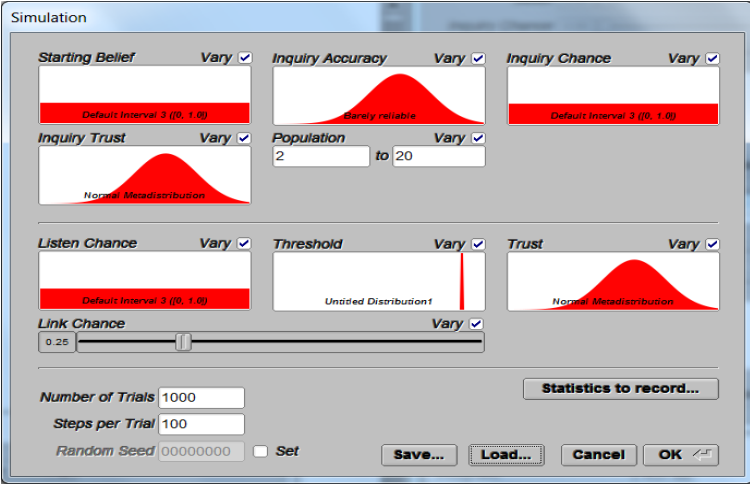 Simulation
Starting Belief Vary Inquiry Accuracy Vary Inquiry Chance Vary
Default Interval 3 ([0, 1.0]) Barely reliable Default Interval 3 ([0, 1.0])
Inquiry Trust Vary Population Vary
2 to 20
Normal Metadistribution
Listen Chance Vary Threshold Vary Trust Vary
Default Interval 3 ([0, 1.0]) Untitled Distribution1 Normal Metadistribution
Link Chance Vary
0.25
Statistics to record...
Number of Trials 1000
Steps per Trial 100
Random Seed 00000000 Set
Save... Load... Cancel OK